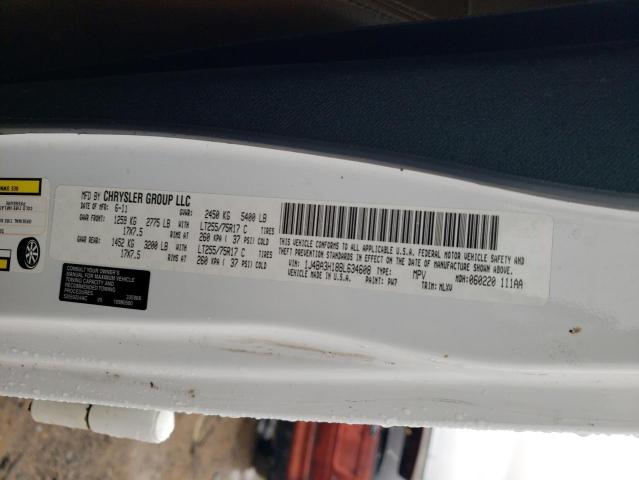 MFD BY CHRYSLER GROUP LLC
DATE OF MFR: 6-11 GVWR: 2450 KG 5400 LB
GAWR FRONT: 1259 KG 2775 LB WITH LT255/75R17 C TIRES
17X7.5 RIMS AT 260 KPA ( 37 PSI) COLD
GAWR REAR: 1452 KG 3200 LB WITH LT255/75R17 C TIRES
17X7.5 RIMS AT 260 KPA ( 37 PSI) COLD
THIS VEHICLE CONFORMS TO ALL APPLICABLE U.S.A. FEDERAL MOTOR VEHICLE SAFETY AND
THEFT PREVENTION STANDARDS IN EFFECT ON THE DATE OF MANUFACTURE SHOWN ABOVE.
VIN: 1J4BA3H18BL634608 TYPE: MPV MDH: 060220 111AA
VEHICLE MADE IN U.S.A. PAINT: PW7 TRIM: MLXV
SEE OWNER'S
MANUAL FOR MAXIMUM VEHICLE
TOWING CAPACITY AND
RECOMMENDED TOWING
PROCEDURES